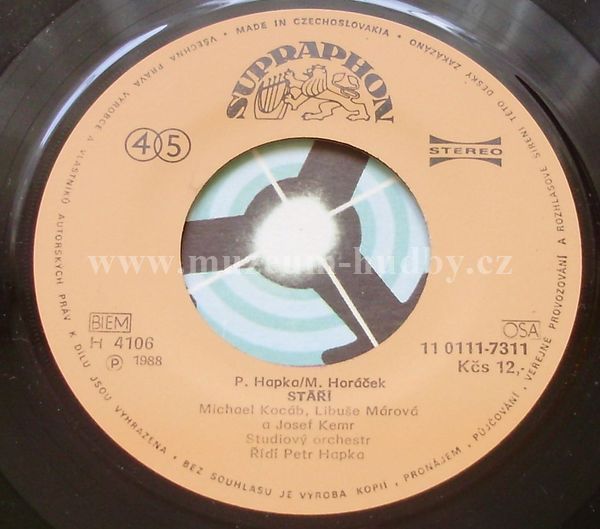 VŠECHNA PRÁVA VÝROBCE A VLASTNÍKŮ AUTORSKÝCH PRÁV K DÍLU JSOU VYHRAZENA • BEZ SOUHLASU JE VÝROBA KOPIÍ • PRONÁJEM • PŮJČOVÁNÍ • VEŘEJNÉ PROVOZOVÁNÍ A ROZHLASOVÉ ŠÍŘENÍ TÉTO DESKY ZAKÁZÁNO • MADE IN CZECHOSLOVAKIA •
SUPRAPHON
45
STEREO
www.muzeum-hudby.cz
BIEM
OSA
H 4106
11 0111-7311
P 1988
Kčs 12,-
P. Hapka/M. Horáček
STÁŘÍ
Michael Kocáb, Libuše Márová
a Josef Kemr
Studiový orchestr
Řídí Petr Hapka